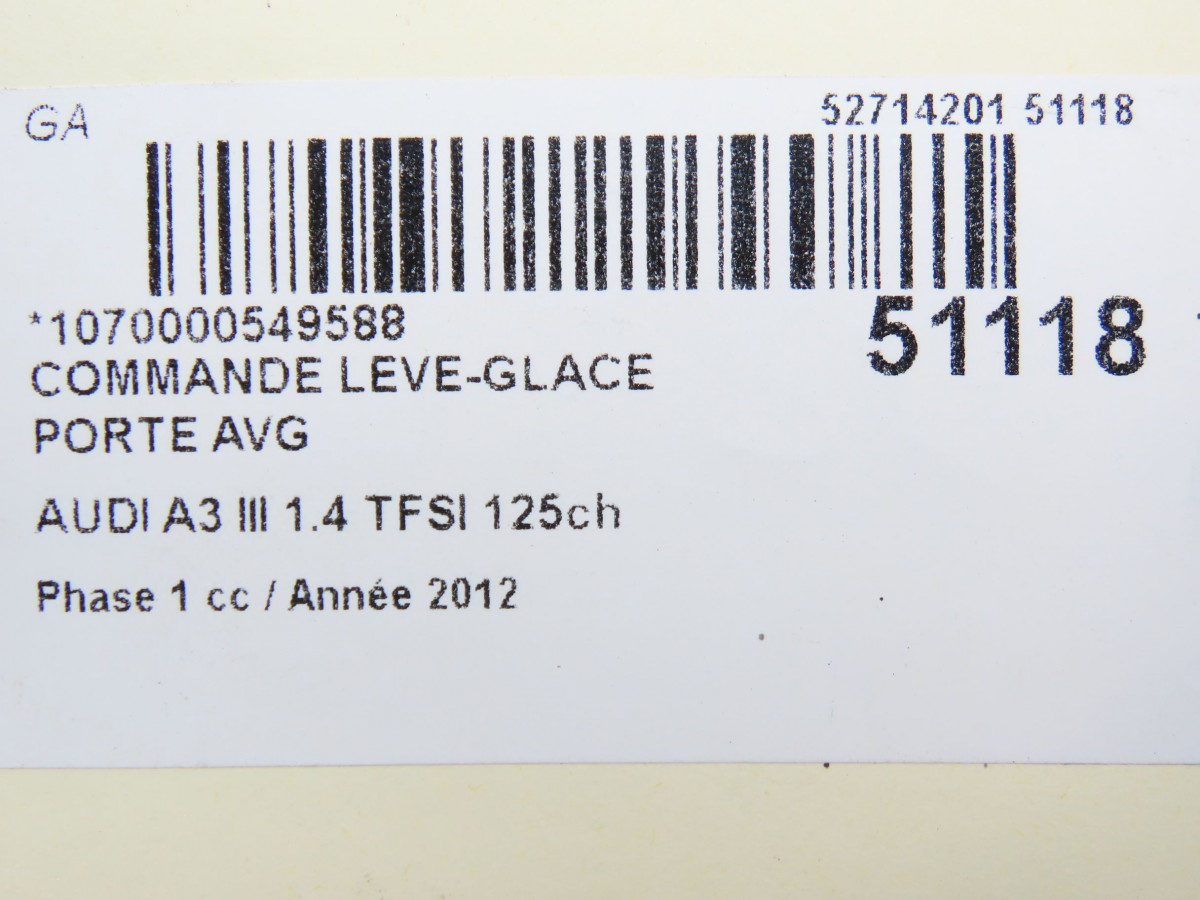 GA
52714201 51118
*1070000549588
51118
COMMANDE LEVE-GLACE
PORTE AVG
AUDI A3 III 1.4 TFSI 125ch
Phase 1 cc / Année 2012